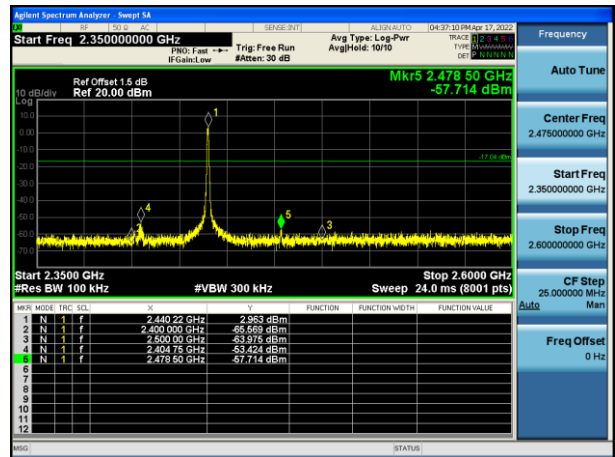 Agilent Spectrum Analyzer - Swept SA
RF 50 Ω AC SENSE:INT ALIGN AUTO 04:37:10 PM Apr 17, 2022
Start Freq 2.350000000 GHz
PNO: Fast
IFGain:Low
Trig: Free Run
#Atten: 30 dB
Avg Type: Log-Pwr
Avg|Hold: 10/10
TRACE 1 2 3 4 5 6
TYPE M
DET P N N N N N
Ref Offset 1.5 dB
10 dB/div Ref 20.00 dBm
Log
Mkr5 2.478 50 GHz
-57.714 dBm
10.0
0.00
-10.0
-20.0
-30.0
-40.0
-50.0
-60.0
-70.0
1
-17.04 dBm
4
5
3
2
Start 2.3500 GHz Stop 2.6000 GHz
#Res BW 100 kHz #VBW 300 kHz Sweep 24.0 ms (8001 pts)
MKR MODE TRC SCL X Y FUNCTION FUNCTION WIDTH FUNCTION VALUE
1 N 1 f 2.440 22 GHz 2.963 dBm
2 N 1 f 2.400 000 GHz -65.569 dBm
3 N 1 f 2.500 00 GHz -63.975 dBm
4 N 1 f 2.404 75 GHz -53.424 dBm
5 N 1 f 2.478 50 GHz -57.714 dBm
6
7
8
9
10
11
12
MSG STATUS
Frequency
Auto Tune
Center Freq
2.475000000 GHz
Start Freq
2.350000000 GHz
Stop Freq
2.600000000 GHz
CF Step
25.000000 MHz
Auto Man
Freq Offset
0 Hz